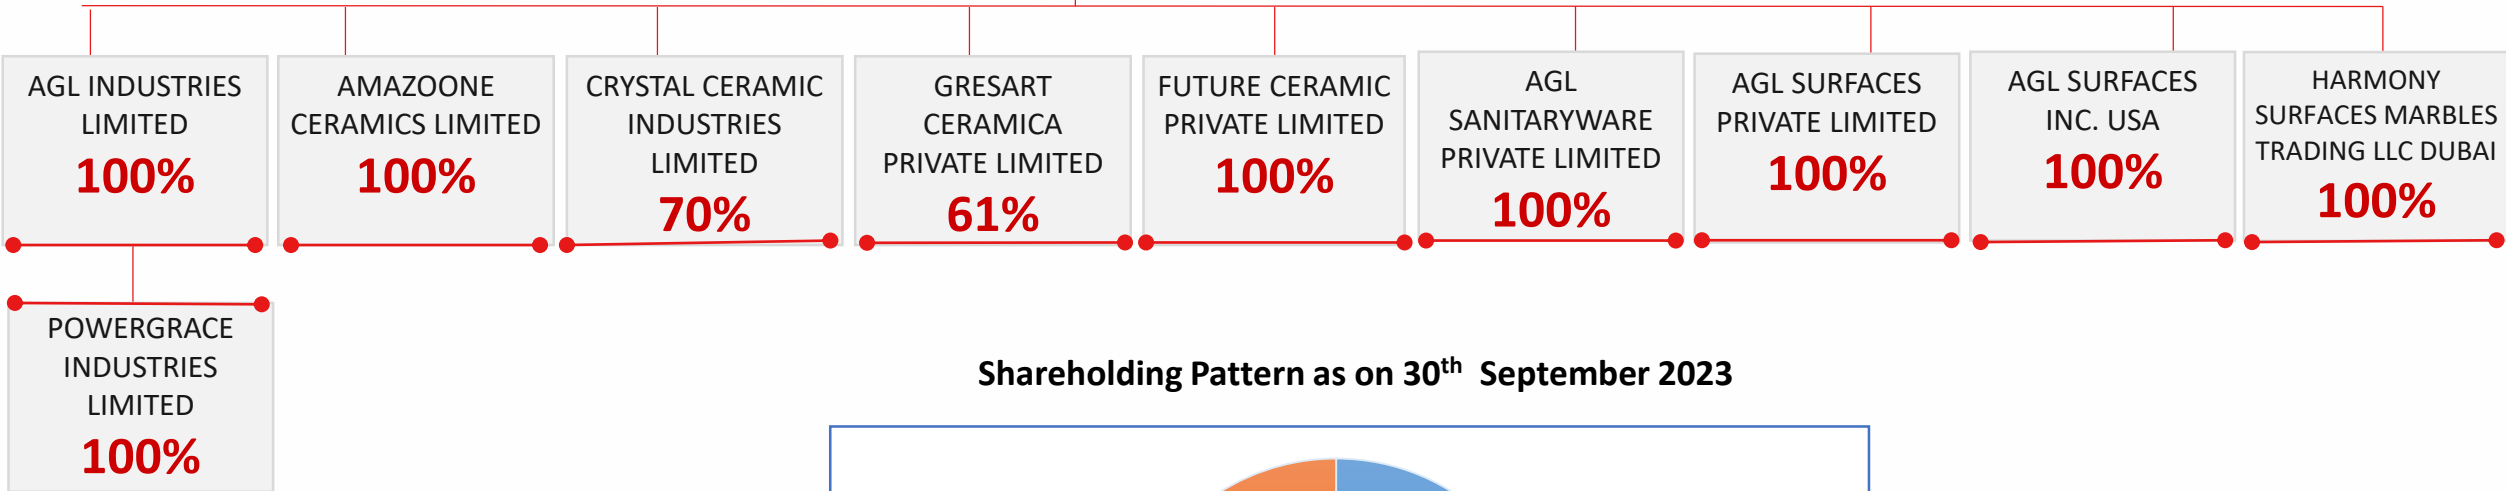 AGL INDUSTRIES
LIMITED
100%
AMAZOONE
CERAMICS LIMITED
100%
CRYSTAL CERAMIC
INDUSTRIES
LIMITED
70%
GRESART
CERAMICA
PRIVATE LIMITED
61%
FUTURE CERAMIC
PRIVATE LIMITED
100%
AGL
SANITARYWARE
PRIVATE LIMITED
100%
AGL SURFACES
PRIVATE LIMITED
100%
AGL SURFACES
INC. USA
100%
HARMONY
SURFACES MARBLES
TRADING LLC DUBAI
100%
POWERGRACE
INDUSTRIES
LIMITED
100%
Shareholding Pattern as on 30th September 2023